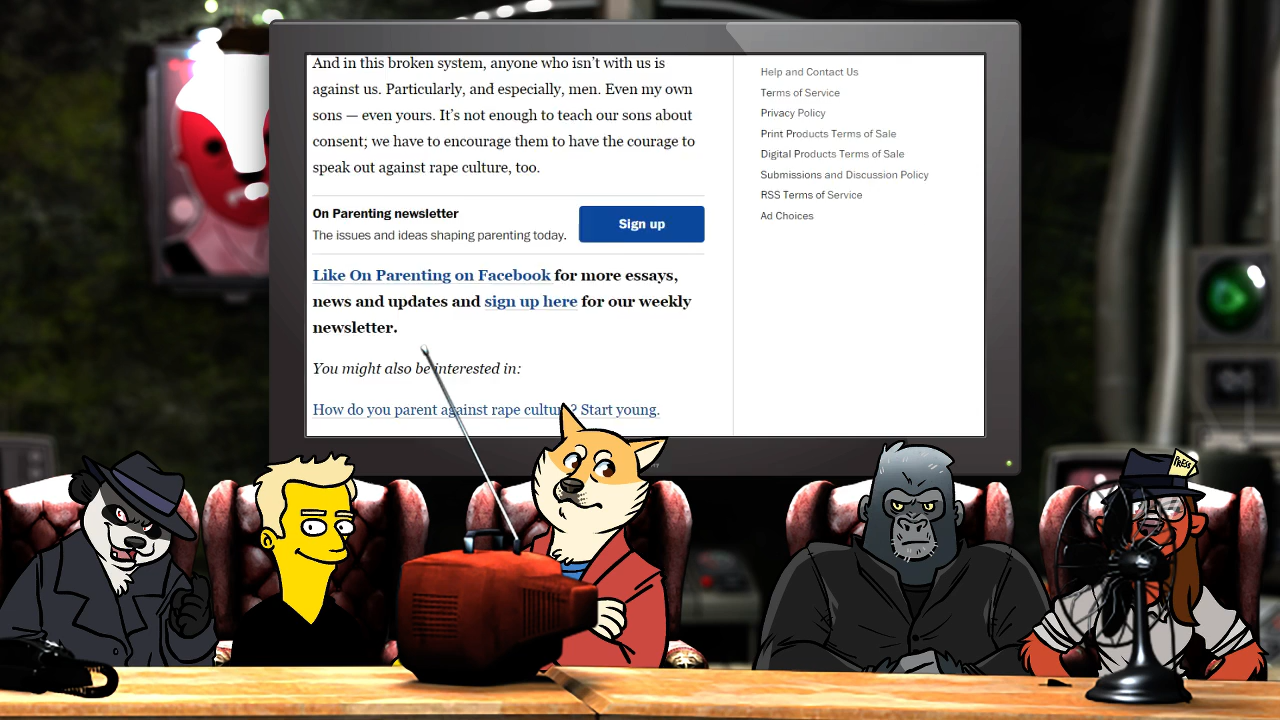 And in this broken system, anyone who isn't with us is
against us. Particularly, and especially, men. Even my own
sons — even yours. It's not enough to teach our sons about
consent; we have to encourage them to have the courage to
speak out against rape culture, too.
On Parenting newsletter
The issues and ideas shaping parenting today.
Sign up
Like On Parenting on Facebook for more essays,
news and updates and sign up here for our weekly
newsletter.
You might also be interested in:
How do you parent against rape culture? Start young.
Help and Contact Us
Terms of Service
Privacy Policy
Print Products Terms of Sale
Digital Products Terms of Sale
Submissions and Discussion Policy
RSS Terms of Service
Ad Choices
PRESS